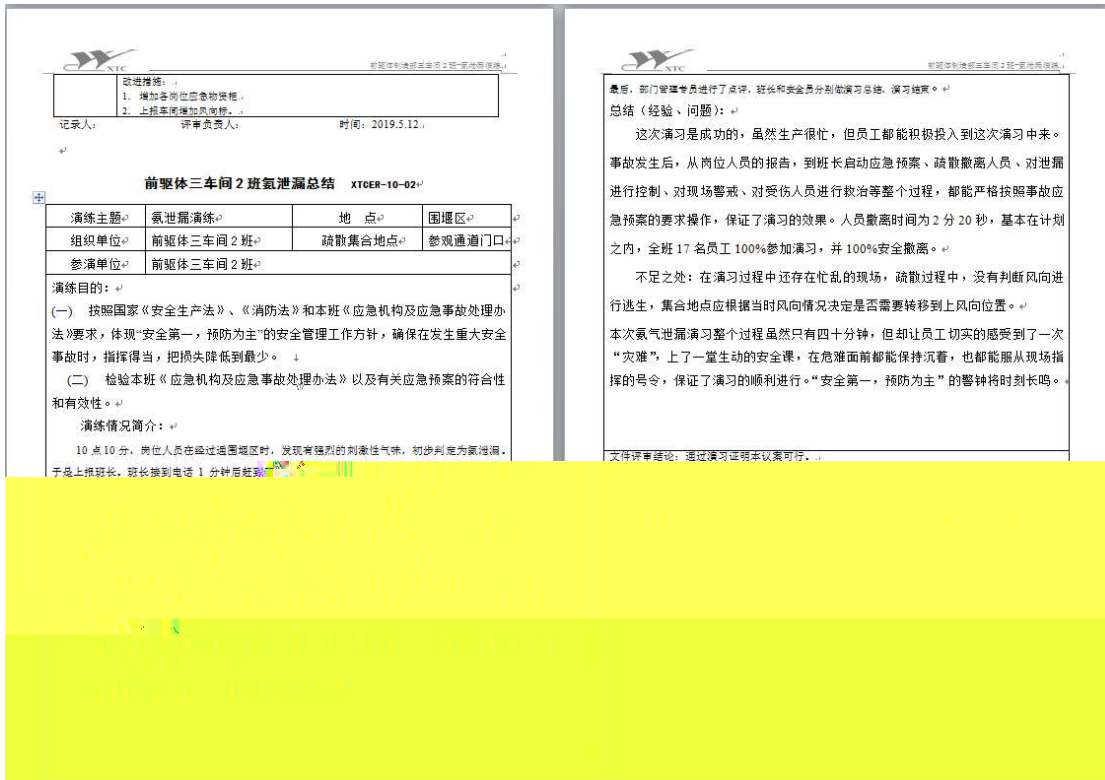 XTC
前驱体制造部三车间2班-氨泄漏演练
改进措施：
1. 增加各岗位应急物资柜
2. 上报车间增加风向标。
记录人： 评审负责人： 时间：2019.5.12
前驱体三车间2班氨泄漏总结 XTCER-10-02
演练主题 氨泄漏演练 地 点 围堰区
组织单位 前驱体三车间2班 疏散集合地点 参观通道门口
参演单位 前驱体三车间2班
演练目的：
(一) 按照国家《安全生产法》、《消防法》和本班《应急机构及应急事故处理办
法》要求，体现“安全第一，预防为主”的安全管理工作方针，确保在发生重大安全
事故时，指挥得当，把损失降低到最少。
(二) 检验本班《应急机构及应急事故处理办法》以及有关应急预案的符合性
和有效性。
演练情况简介：
10点10分，岗位人员在经过通围堰区时，发现有强烈的刺激性气味，初步判定为氨泄漏。
于是上报班长。班长接到电话 1 分钟后赶到
XTC
前驱体制造部三车间2班-氨泄漏演练
最后，部门管理专员进行了点评，班长和安全员分别做演习总结，演习结束。
总结（经验、问题）：
这次演习是成功的，虽然生产很忙，但员工都能积极投入到这次演习中来。
事故发生后，从岗位人员的报告，到班长启动应急预案、疏散撤离人员、对泄漏
进行控制、对现场警戒、对受伤人员进行救治等整个过程，都能严格按照事故应
急预案的要求操作，保证了演习的效果。人员撤离时间为2分20秒，基本在计划
之内，全班17名员工100%参加演习，并100%安全撤离。
不足之处：在演习过程中还存在忙乱的现场，疏散过程中，没有判断风向进
行逃生，集合地点应根据当时风向情况决定是否需要转移到上风向位置。
本次氨气泄漏演习整个过程虽然只有四十分钟，但却让员工切实的感受到了一次
“灾难”，上了一堂生动的安全课，在危难面前都能保持沉着，也都能服从现场指
挥的号令，保证了演习的顺利进行。“安全第一，预防为主”的警钟将时刻长鸣。
文件评审结论：通过演习证明本议案可行。